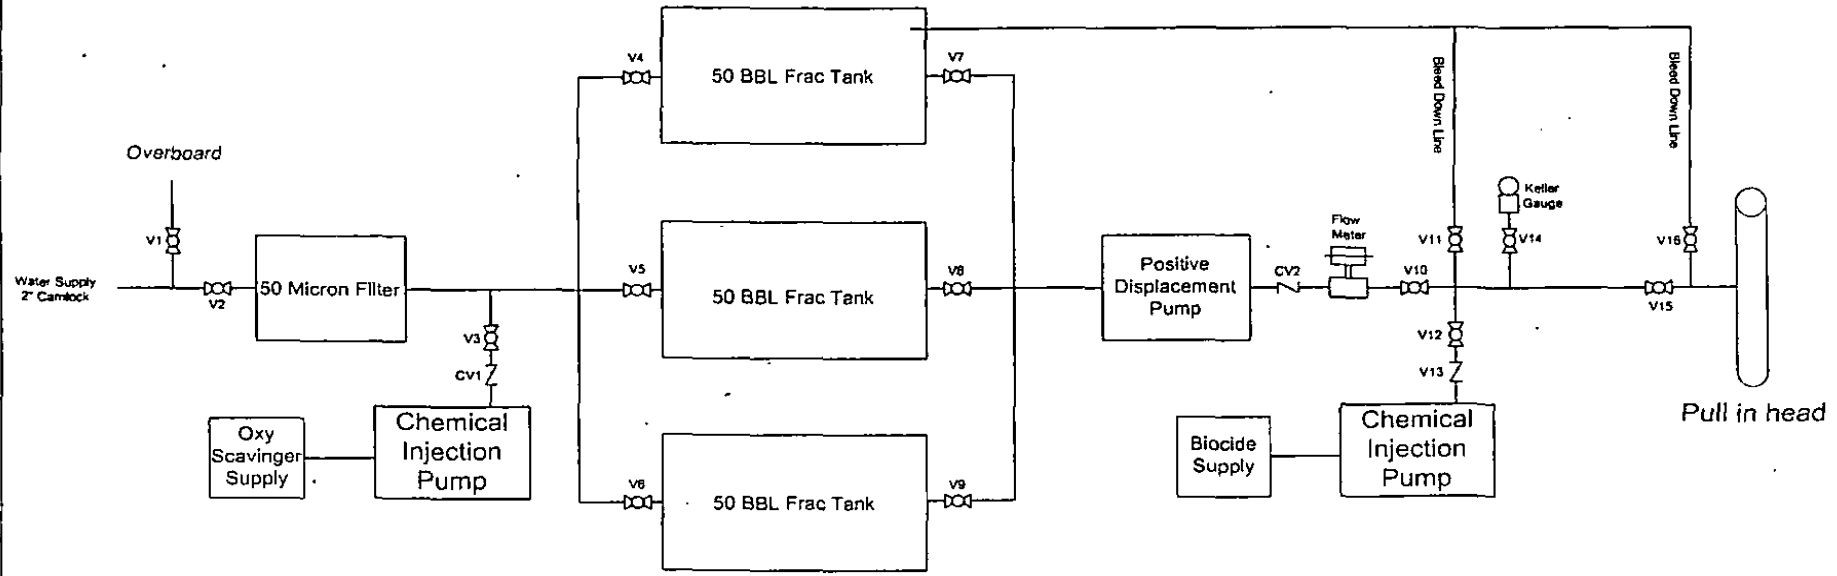 Overboard
V1
Water Supply
2" Camlock
V2
50 Micron Filter
V3
CV1
Oxy
Scavinger
Supply
Chemical
Injection
Pump
V4
50 BBL Frac Tank
V7
V5
50 BBL Frac Tank
V8
V6
50 BBL Frac Tank
V9
Positive
Displacement
Pump
CV2
Flow
Meter
V10
Bleed Down Line
V11
Keller
Gauge
V14
Bleed Down Line
V16
V15
V12
V13
Biocide
Supply
Chemical
Injection
Pump
Pull in head